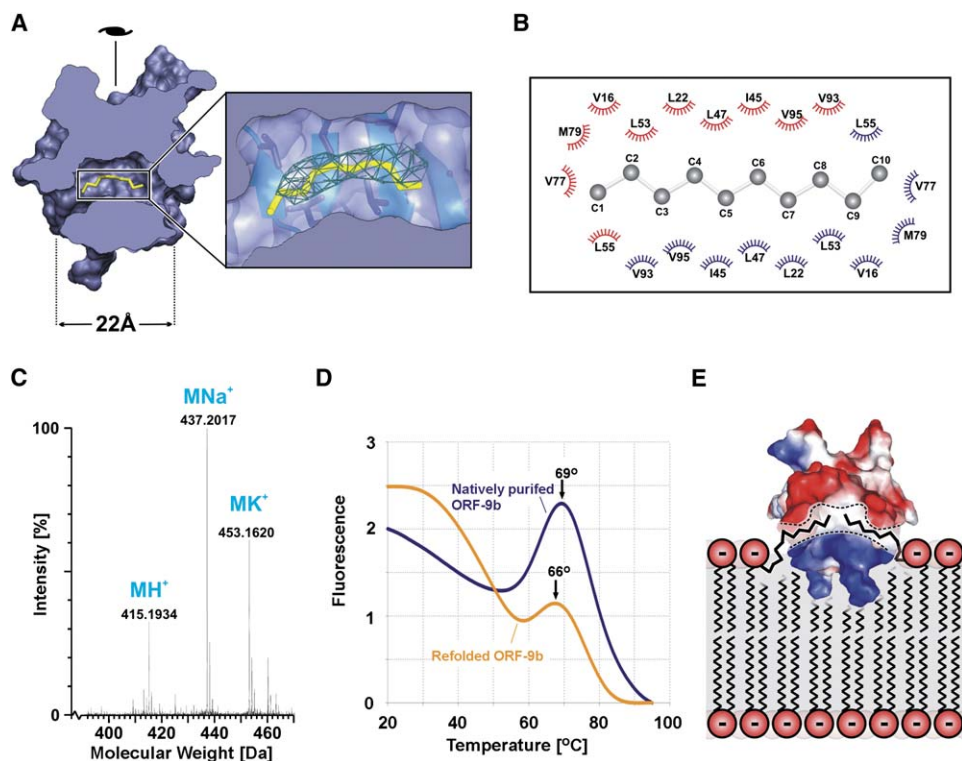 A
22Å
B
V16
L22
I45
V93
M79
L53
L47
V95
L55
V77
C2
C4
C6
C8
C10
C1
C3
C5
C7
C9
V77
L55
V93
V95
I45
L47
L22
L53
V16
M79
C
MNa+
437.2017
100
MK+
453.1620
MH+
415.1934
Intensity [%]
0
400
420
440
460
Molecular Weight [Da]
D
3
2
1
0
Fluorescence
69°
Natively purifed
ORF-9b
66°
Refolded ORF-9b
20
40
60
80
100
Temperature [°C]
E
− − − −
− − − − − − − −